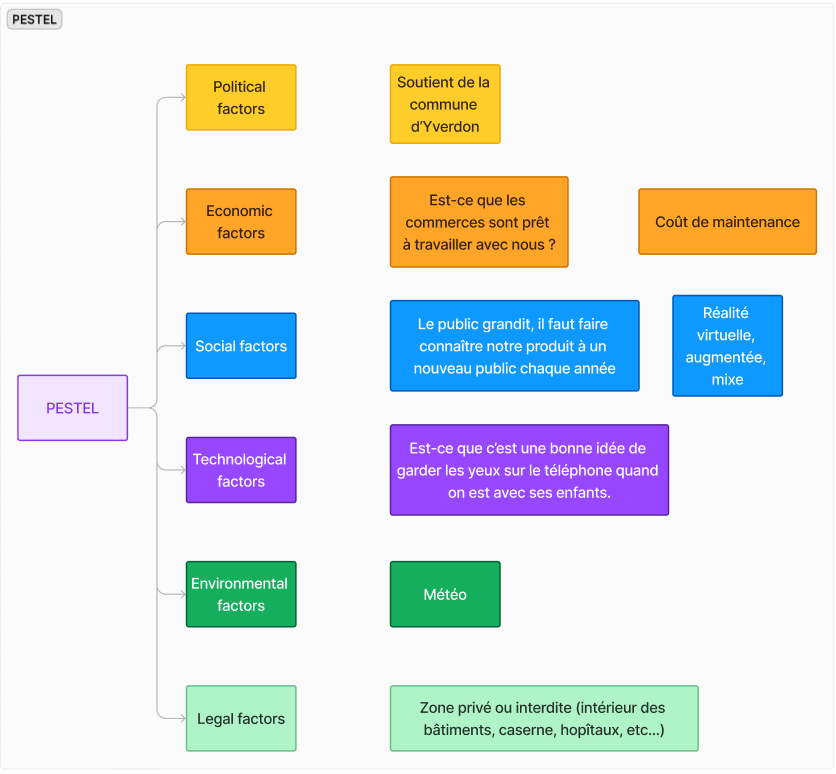 PESTEL
Political
factors
Soutient de la
commune
d'Yverdon
Economic
factors
Est-ce que les
commerces sont prêt
à travailler avec nous ?
Coût de maintenance
Social factors
Le public grandit, il faut faire
connaître notre produit à un
nouveau public chaque année
Réalité
virtuelle,
augmentée,
mixe
PESTEL
Technological
factors
Est-ce que c'est une bonne idée de
garder les yeux sur le téléphone quand
on est avec ses enfants.
Environmental
factors
Météo
Legal factors
Zone privé ou interdite (intérieur des
bâtiments, caserne, hopîtaux, etc...)